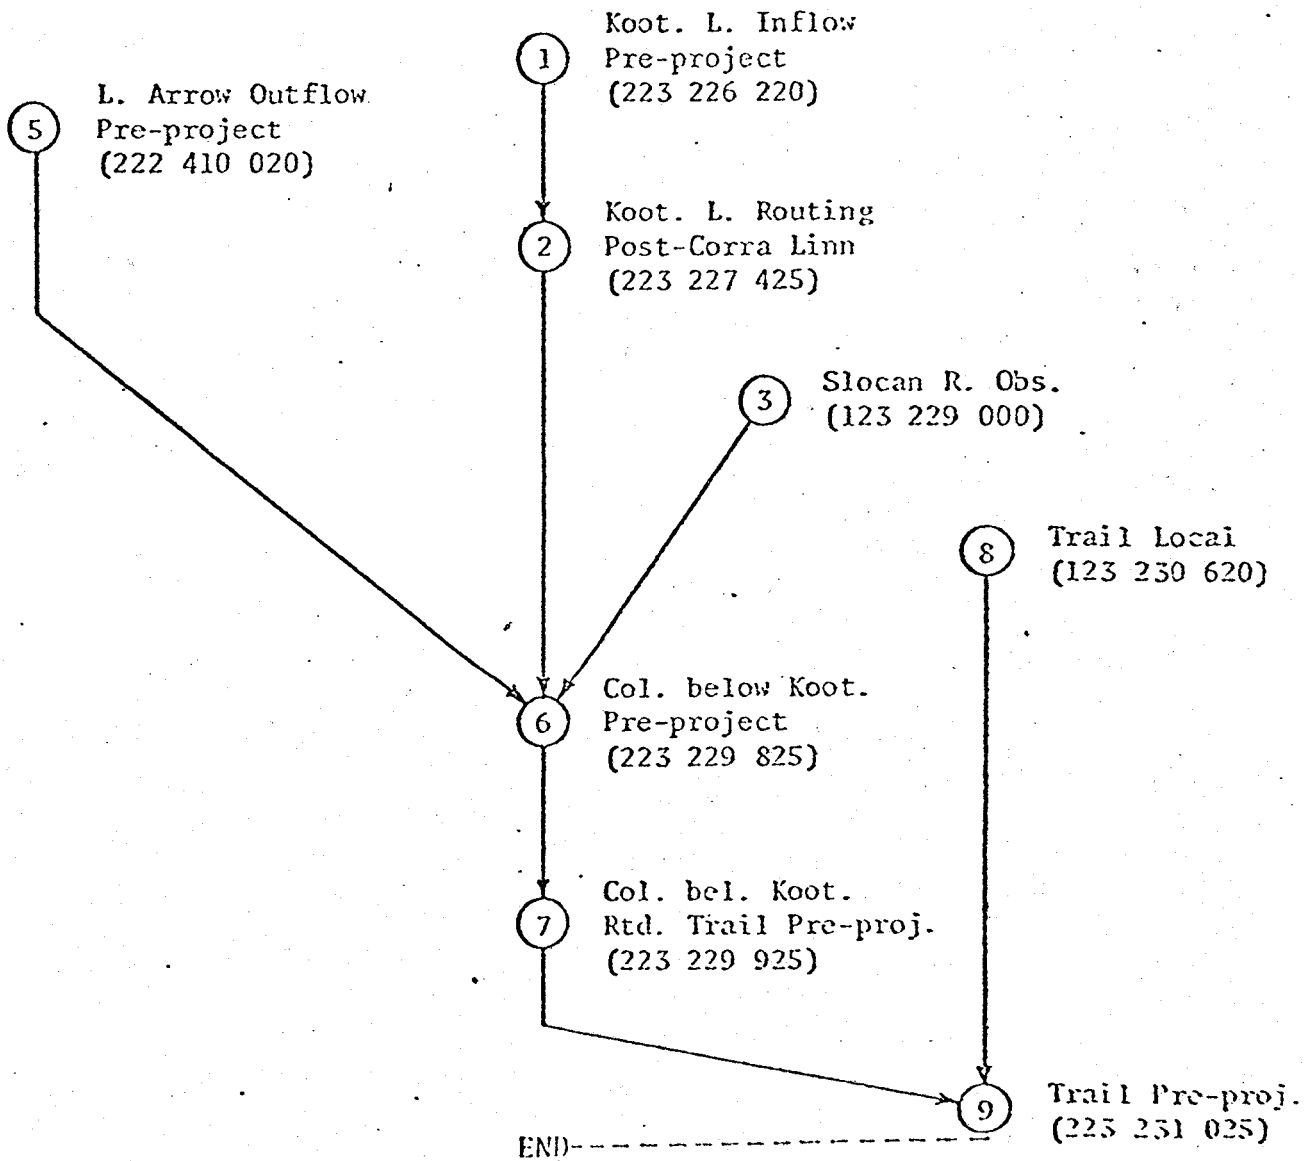 1
Koot. L. Inflow
Pre-project
(223 226 220)
5
L. Arrow Outflow
Pre-project
(222 410 020)
2
Koot. L. Routing
Post-Corra Linn
(223 227 425)
3
Slocan R. Obs.
(123 229 000)
8
Trail Local
(123 230 620)
6
Col. below Koot.
Pre-project
(223 229 825)
7
Col. bel. Koot.
Rtd. Trail Pre-proj.
(223 229 925)
9
Trail Pre-proj.
(223 231 025)
END